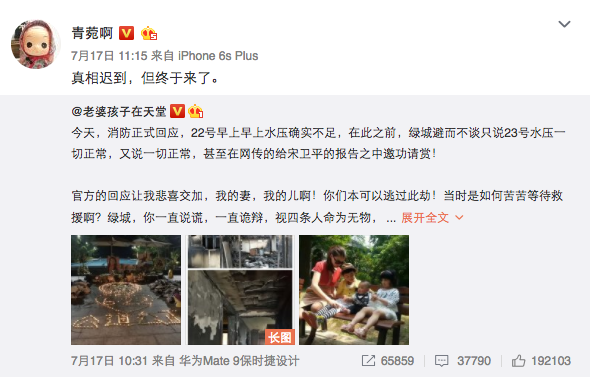 青菀啊
7月17日 11:15 来自 iPhone 6s Plus
真相迟到，但终于来了。
@老婆孩子在天堂
今天，消防正式回应，22号早上早上水压确实不足，在此之前，绿城避而不谈只说23号水压一
切正常，又说一切正常，甚至在网传的给宋卫平的报告之中邀功请赏！
官方的回应让我悲喜交加，我的妻，我的儿啊！你们本可以逃过此劫！当时是如何苦苦等待救
援啊？绿城，你一直说谎，一直诡辩，视四条人命为无物， ... 展开全文
长图
7月17日 10:31 来自 华为Mate 9保时捷设计 65859 37790 192103